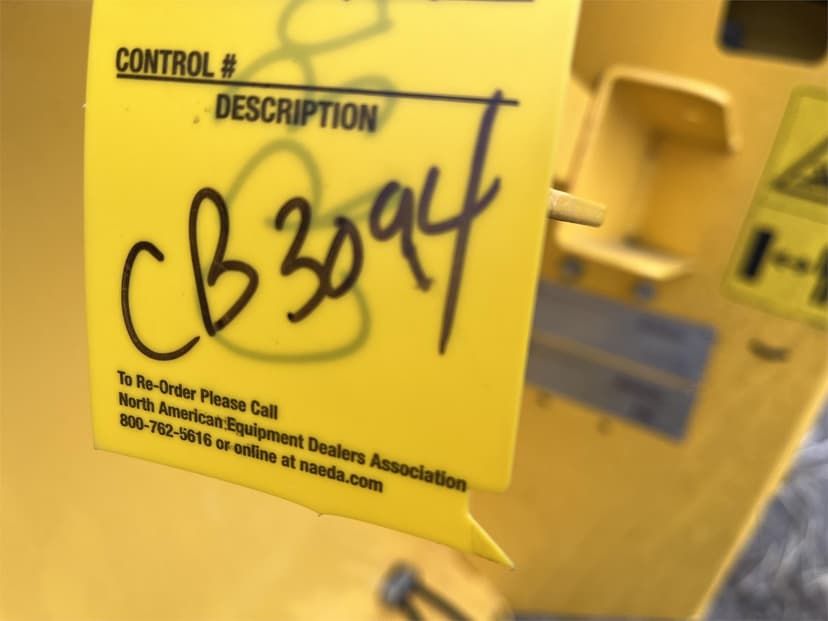 CONTROL #
DESCRIPTION
CB3094
To Re-Order Please Call
North American Equipment Dealers Association
800-762-5616 or online at naeda.com